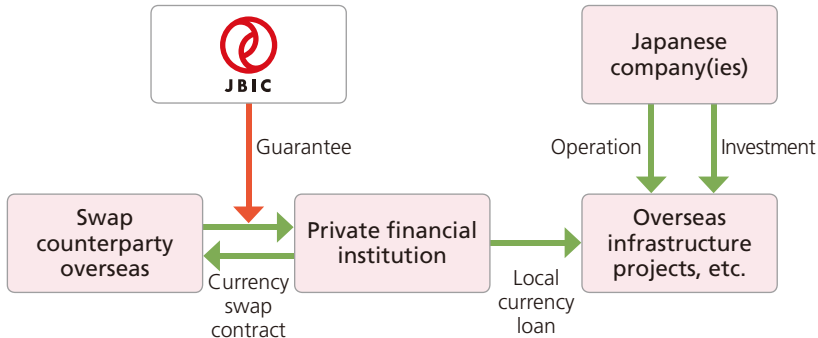 JBIC
Japanese
company(ies)
Guarantee
Operation
Investment
Swap
counterparty
overseas
Private financial
institution
Overseas
infrastructure
projects, etc.
Currency
swap
contract
Local
currency
loan